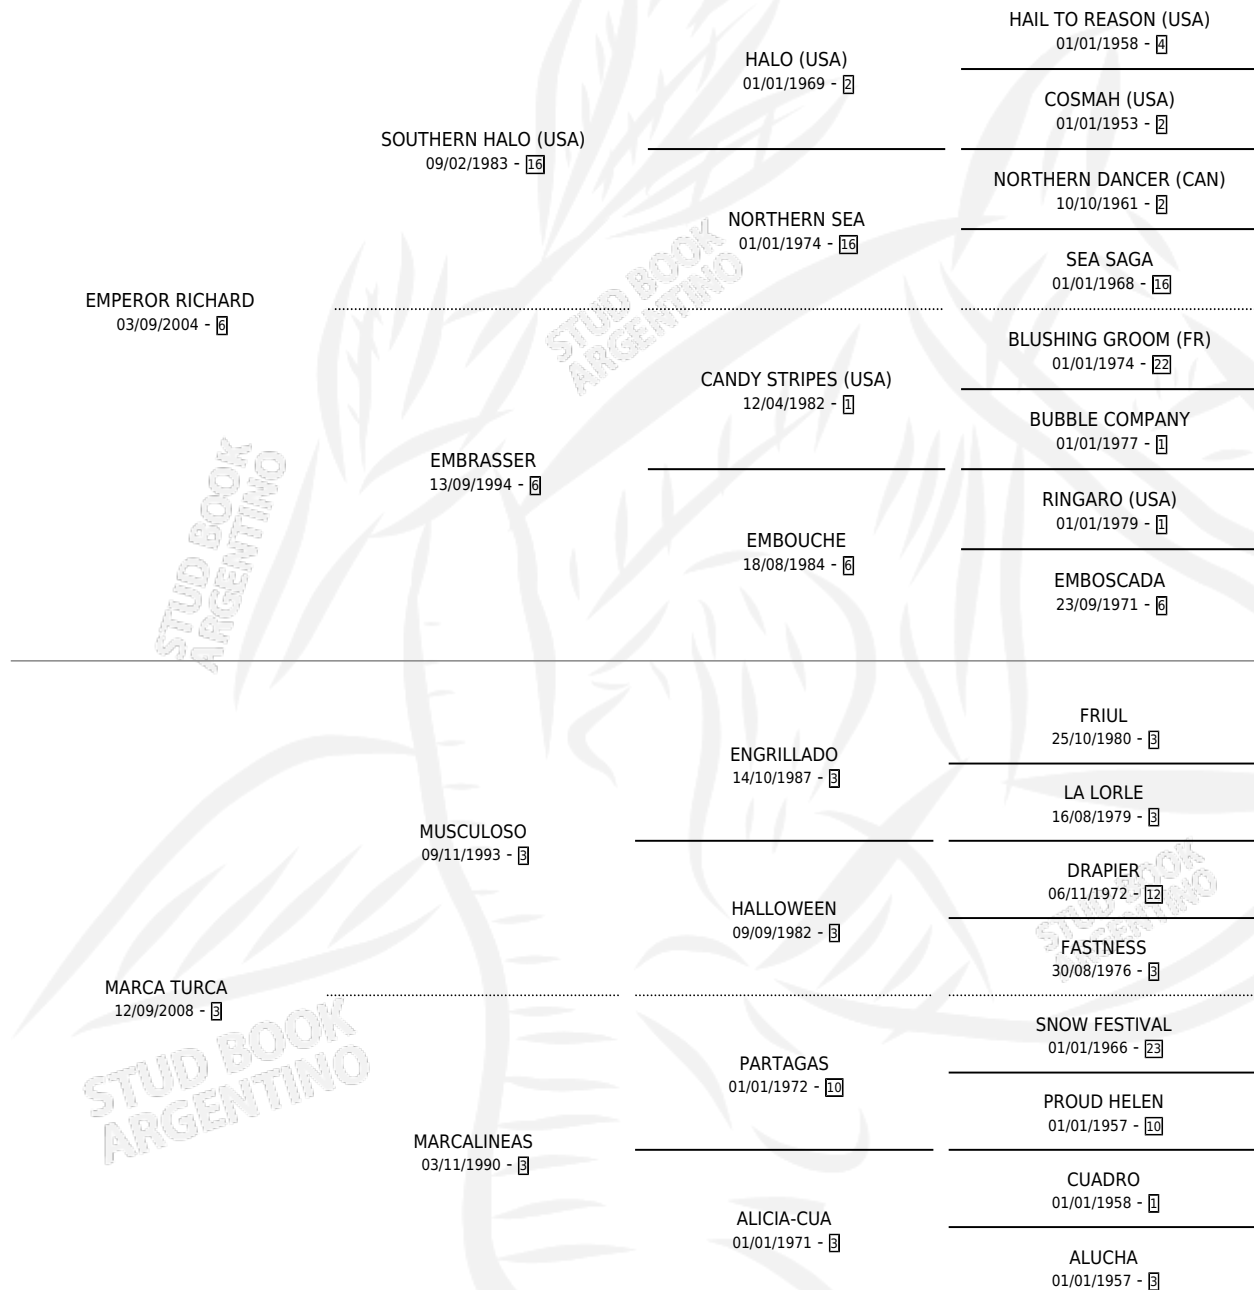 HAIL TO REASON (USA)
01/01/1958 - 4
HALO (USA)
01/01/1969 - 2
COSMAH (USA)
01/01/1953 - 2
SOUTHERN HALO (USA)
09/02/1983 - 16
NORTHERN DANCER (CAN)
10/10/1961 - 2
NORTHERN SEA
01/01/1974 - 16
SEA SAGA
01/01/1968 - 16
EMPEROR RICHARD
03/09/2004 - 6
BLUSHING GROOM (FR)
01/01/1974 - 22
CANDY STRIPES (USA)
12/04/1982 - 1
BUBBLE COMPANY
01/01/1977 - 1
EMBRASSER
13/09/1994 - 6
RINGARO (USA)
01/01/1979 - 1
EMBOUCHE
18/08/1984 - 6
EMBOSCADA
23/09/1971 - 6
FRIUL
25/10/1980 - 3
ENGRILLADO
14/10/1987 - 3
LA LORLE
16/08/1979 - 3
MUSCULOSO
09/11/1993 - 3
DRAPIER
06/11/1972 - 12
HALLOWEEN
09/09/1982 - 3
FASTNESS
30/08/1976 - 3
MARCA TURCA
12/09/2008 - 3
SNOW FESTIVAL
01/01/1966 - 23
PARTAGAS
01/01/1972 - 10
PROUD HELEN
01/01/1957 - 10
MARCALINEAS
03/11/1990 - 3
CUADRO
01/01/1958 - 1
ALICIA-CUA
01/01/1971 - 3
ALUCHA
01/01/1957 - 3
STUD BOOK
ARGENTINO
STUD BOOK
ARGENTINO
STUD BOOK
ARGENTINO
STUD BOOK
ARGENTINO